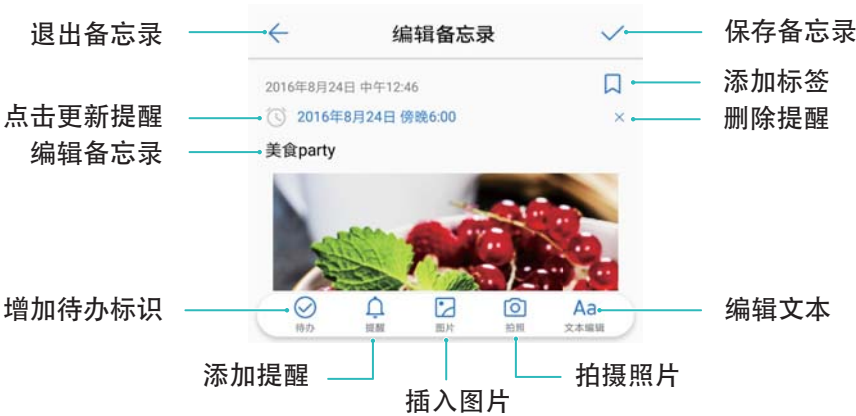 退出备忘录
编辑备忘录
保存备忘录
2016年8月24日 中午12:46
添加标签
点击更新提醒
2016年8月24日 傍晚6:00
删除提醒
编辑备忘录
美食party
增加待办标识
待办
提醒
图片
拍照
Aa
文本编辑
编辑文本
添加提醒
插入图片
拍摄照片